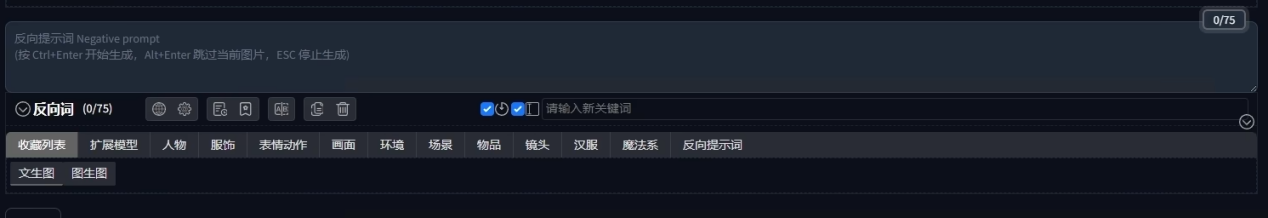 0/75
反向提示词 Negative prompt
(按 Ctrl+Enter 开始生成，Alt+Enter 跳过当前图片，ESC 停止生成)
反向词 (0/75) 请输入新关键词
收藏列表 扩展模型 人物 服饰 表情动作 画面 环境 场景 物品 镜头 汉服 魔法系 反向提示词
文生图 图生图